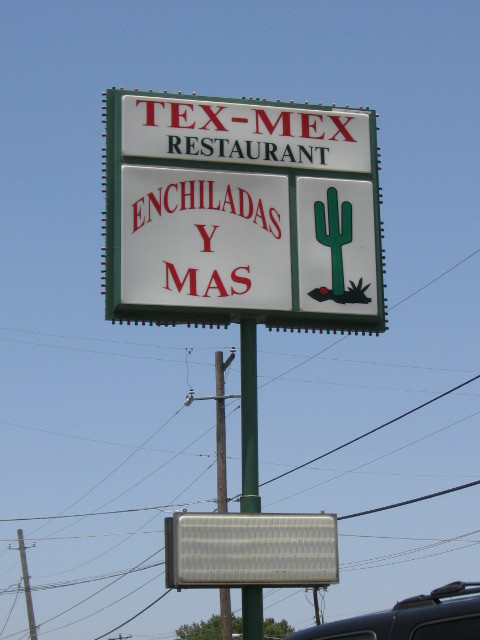 TEX-MEX
RESTAURANT
ENCHILADAS
Y
MAS